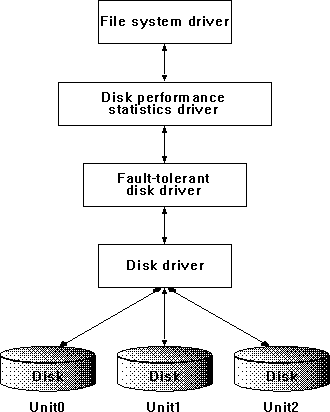 File system driver
Disk performance
statistics driver
Fault-tolerant
disk driver
Disk driver
Disk Disk Disk
Unit0 Unit1 Unit2